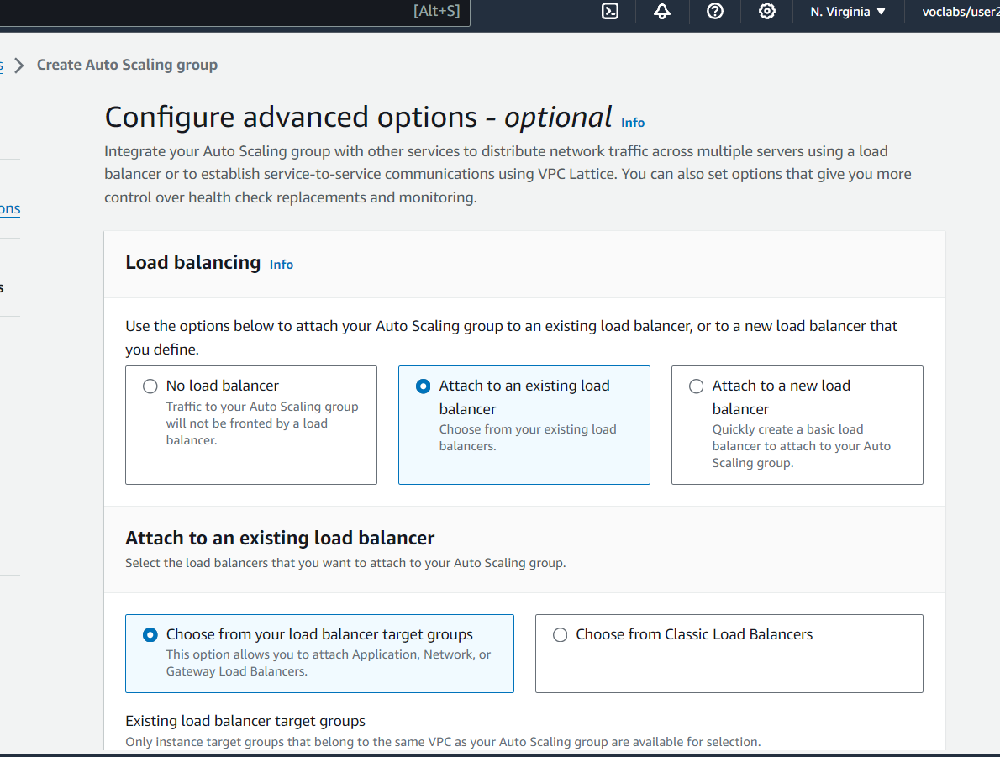 [Alt+S]
N. Virginia
voclabs/user2
s
Create Auto Scaling group
Configure advanced options - optional Info
Integrate your Auto Scaling group with other services to distribute network traffic across multiple servers using a load
balancer or to establish service-to-service communications using VPC Lattice. You can also set options that give you more
control over health check replacements and monitoring.
ons
Load balancing Info
s
Use the options below to attach your Auto Scaling group to an existing load balancer, or to a new load balancer that
you define.
No load balancer
Traffic to your Auto Scaling group
will not be fronted by a load
balancer.
Attach to an existing load
balancer
Choose from your existing load
balancers.
Attach to a new load
balancer
Quickly create a basic load
balancer to attach to your Auto
Scaling group.
Attach to an existing load balancer
Select the load balancers that you want to attach to your Auto Scaling group.
Choose from your load balancer target groups
This option allows you to attach Application, Network, or
Gateway Load Balancers.
Choose from Classic Load Balancers
Existing load balancer target groups
Only instance target groups that belong to the same VPC as your Auto Scaling group are available for selection.